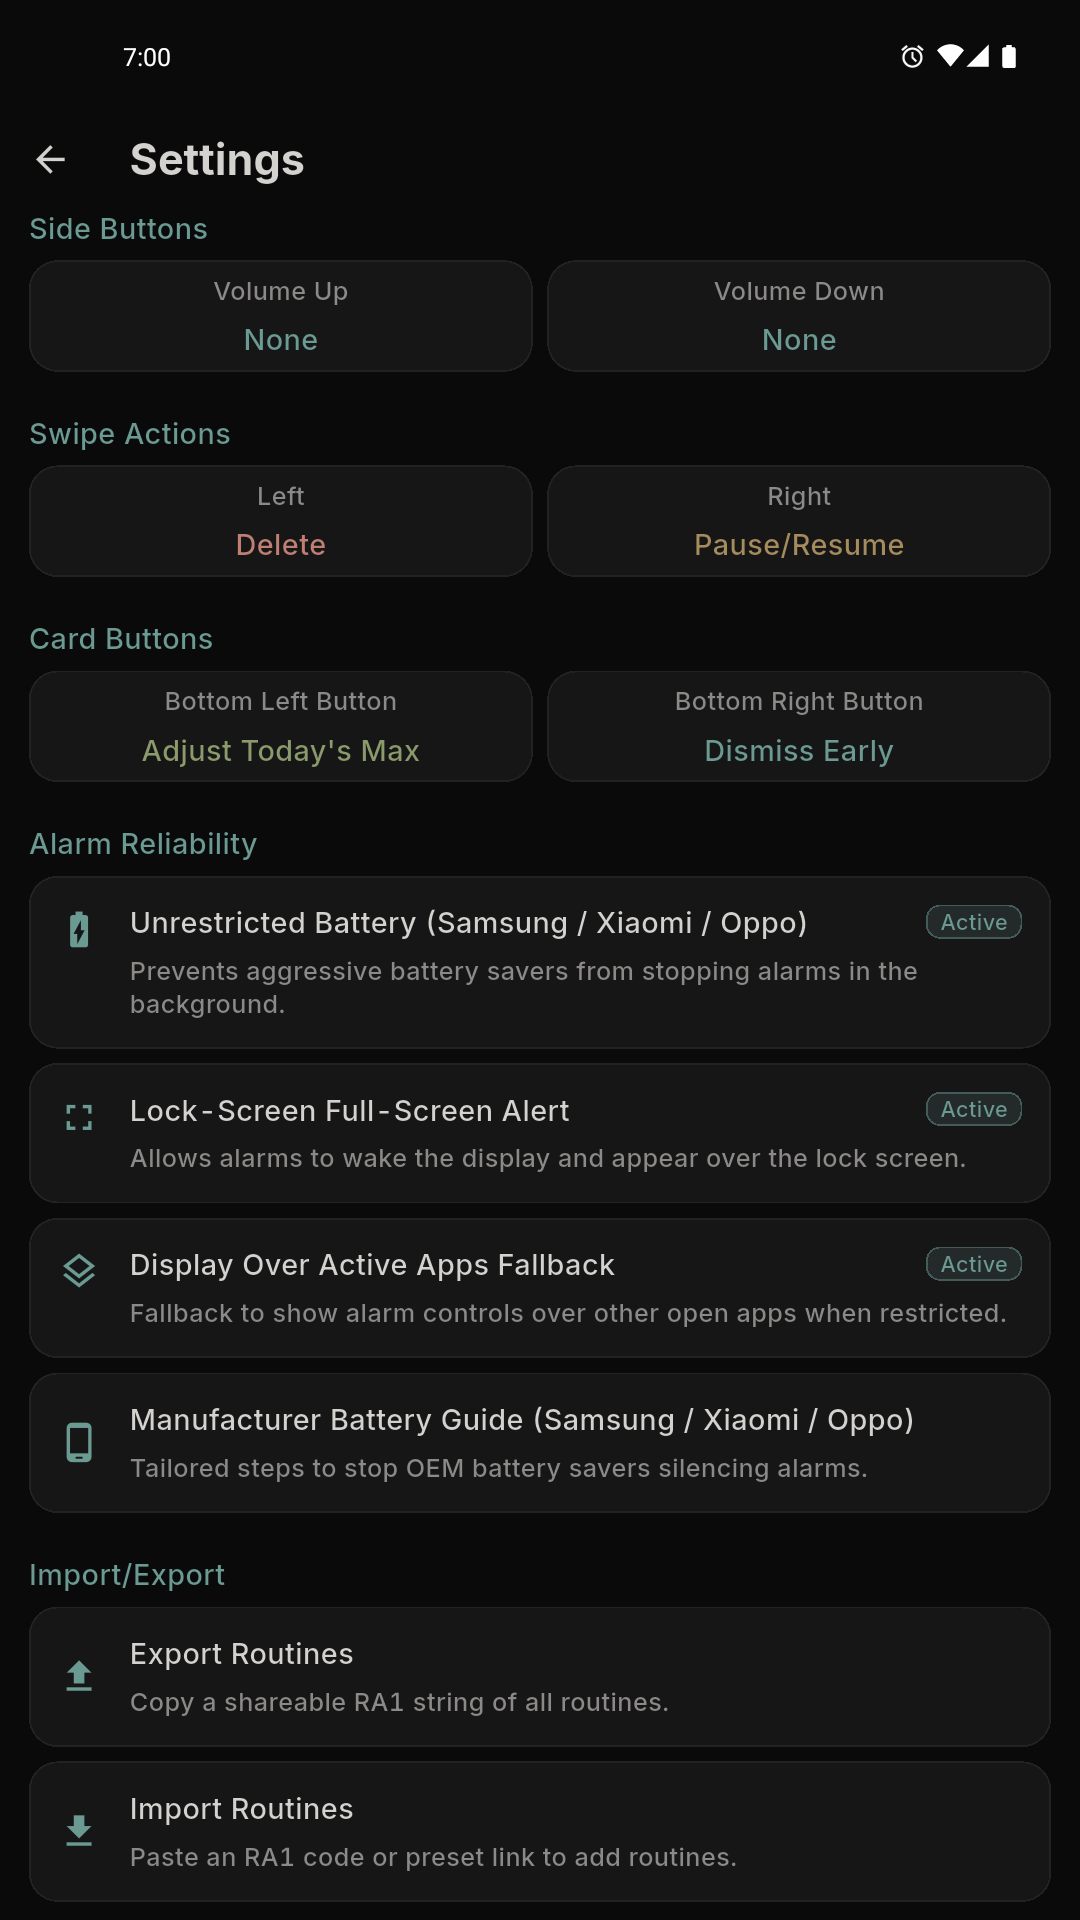 7:00
Settings
Side Buttons
Volume Up
None
Volume Down
None
Swipe Actions
Left
Delete
Right
Pause/Resume
Card Buttons
Bottom Left Button
Adjust Today's Max
Bottom Right Button
Dismiss Early
Alarm Reliability
Unrestricted Battery (Samsung / Xiaomi / Oppo)
Active
Prevents aggressive battery savers from stopping alarms in the
background.
Lock-Screen Full-Screen Alert
Active
Allows alarms to wake the display and appear over the lock screen.
Display Over Active Apps Fallback
Active
Fallback to show alarm controls over other open apps when restricted.
Manufacturer Battery Guide (Samsung / Xiaomi / Oppo)
Tailored steps to stop OEM battery savers silencing alarms.
Import/Export
Export Routines
Copy a shareable RA1 string of all routines.
Import Routines
Paste an RA1 code or preset link to add routines.